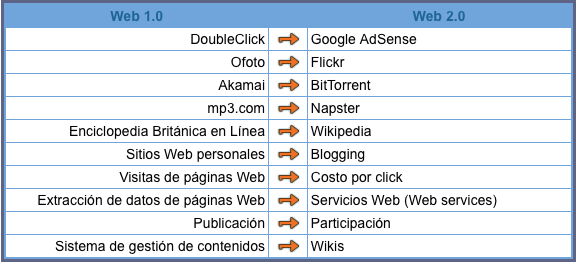 Web 1.0 Web 2.0
DoubleClick Google AdSense
Ofoto Flickr
Akamai BitTorrent
mp3.com Napster
Enciclopedia Británica en Línea Wikipedia
Sitios Web personales Blogging
Visitas de páginas Web Costo por click
Extracción de datos de páginas Web Servicios Web (Web services)
Publicación Participación
Sistema de gestión de contenidos Wikis